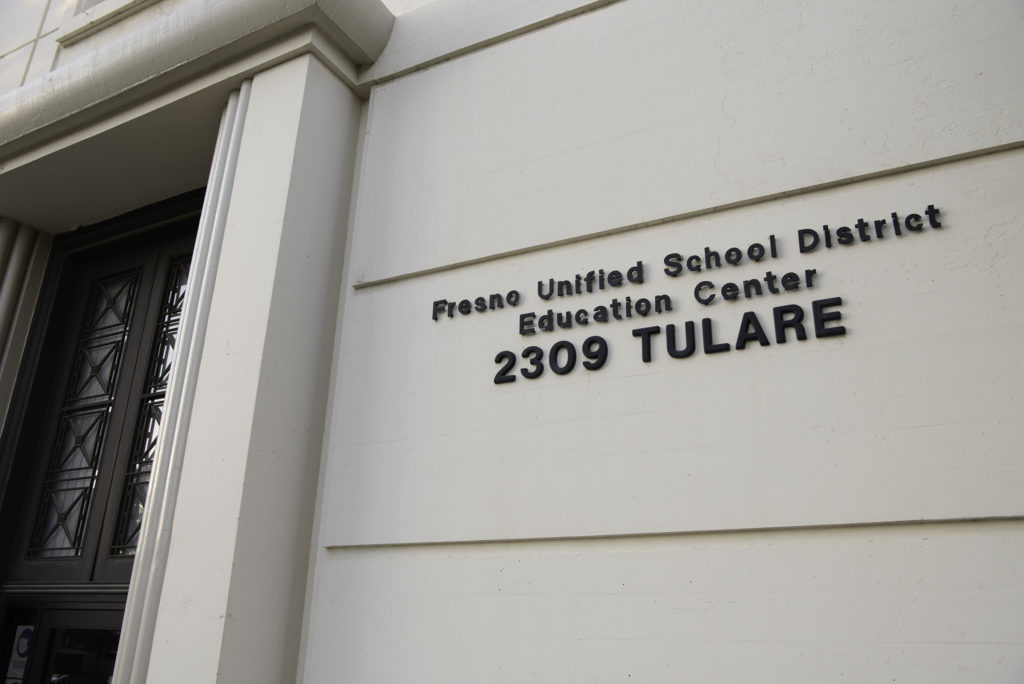 Fresno Unified School District
Education Center
2309 TULARE